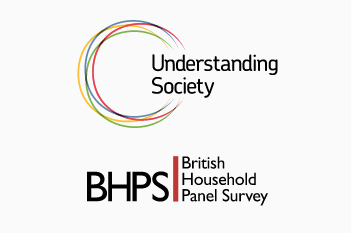 Understanding
Society
BHPS
British
Household
Panel Survey